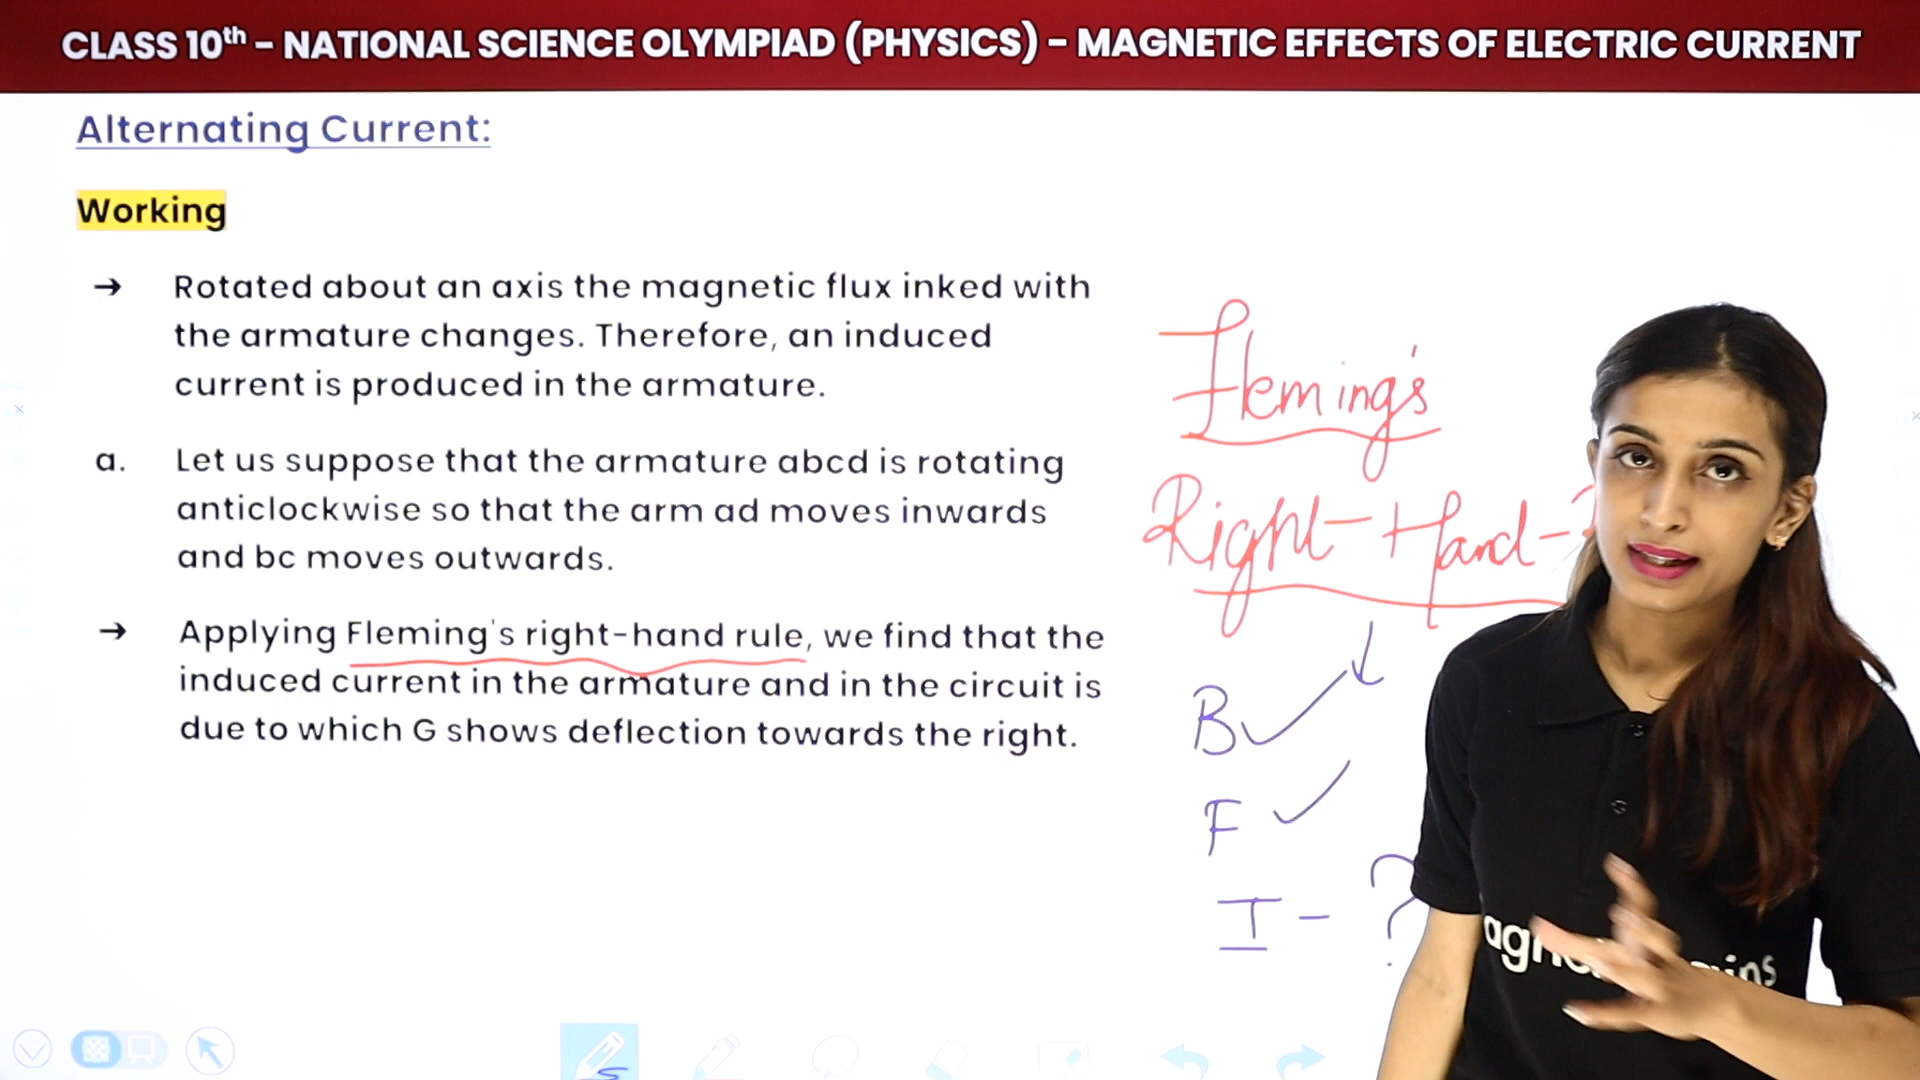 CLASS 10th – NATIONAL SCIENCE OLYMPIAD (PHYSICS) – MAGNETIC EFFECTS OF ELECTRIC CURRENT
Alternating Current:
Working
→ Rotated about an axis the magnetic flux inked with
the armature changes. Therefore, an induced
current is produced in the armature.
a. Let us suppose that the armature abcd is rotating
anticlockwise so that the arm ad moves inwards
and bc moves outwards.
→ Applying Fleming's right-hand rule, we find that the
induced current in the armature and in the circuit is
due to which G shows deflection towards the right.
Fleming's
Right-Hand-
B ✓
F ✓
I - ?